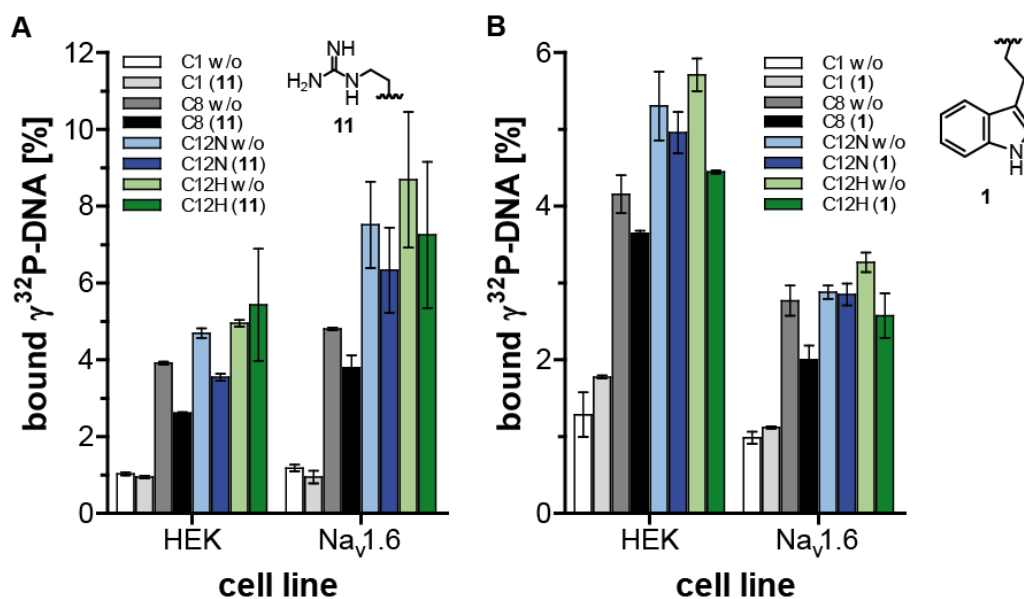 A
bound γ³²P-DNA [%]
12
10
8
6
4
2
0
C1 w/o
C1 (11)
C8 w/o
C8 (11)
C12N w/o
C12N (11)
C12H w/o
C12H (11)
NH
H₂N
N
H
11
HEK
Naᵥ1.6
cell line
B
bound γ³²P-DNA [%]
6
4
2
0
C1 w/o
C1 (1)
C8 w/o
C8 (1)
C12N w/o
C12N (1)
C12H w/o
C12H (1)
N
H
1
HEK
Naᵥ1.6
cell line